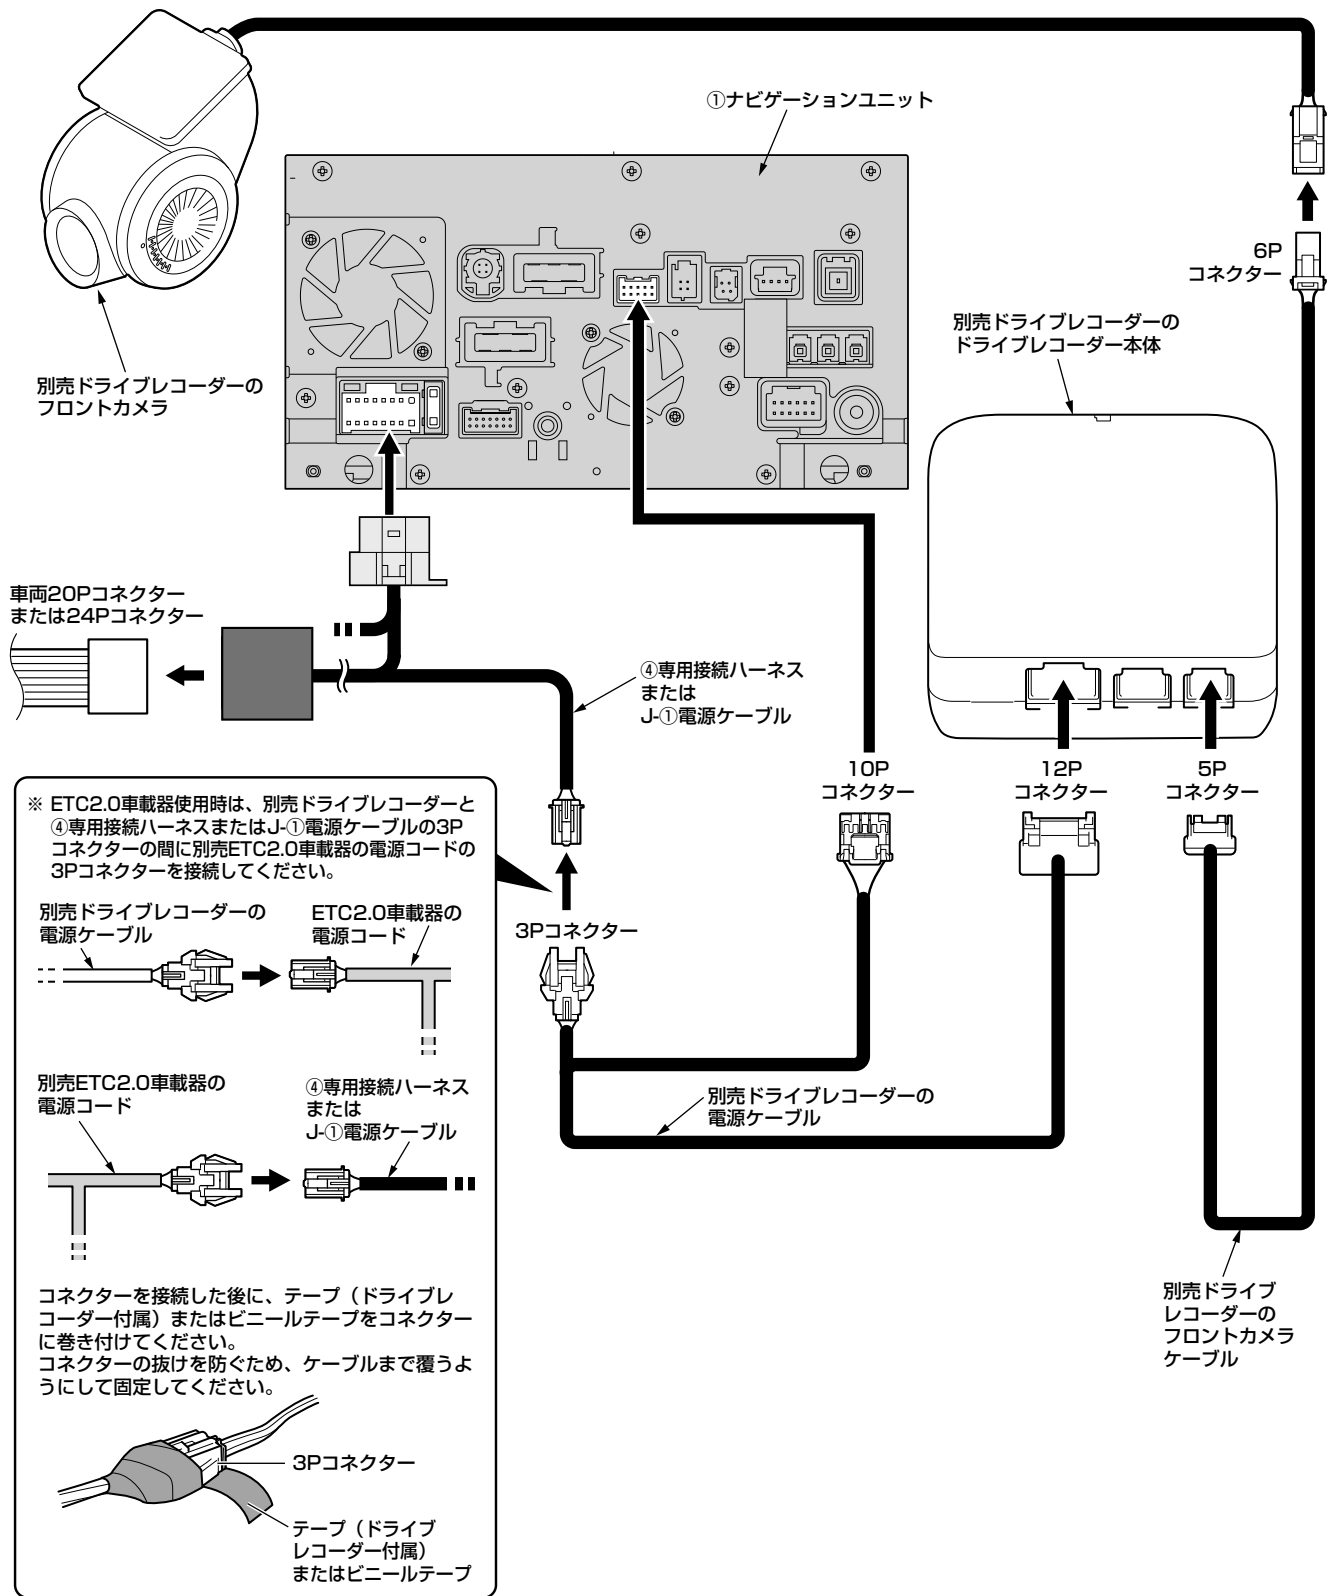 ①ナビゲーションユニット
6P
コネクター
別売ドライブレコーダーの
ドライブレコーダー本体
別売ドライブレコーダーの
フロントカメラ
車両20Pコネクター
または24Pコネクター
④専用接続ハーネス
または
J-①電源ケーブル
10P
コネクター
12P
コネクター
5P
コネクター
※ ETC2.0車載器使用時は、別売ドライブレコーダーと
④専用接続ハーネスまたはJ-①電源ケーブルの3P
コネクターの間に別売ETC2.0車載器の電源コードの
3Pコネクターを接続してください。
別売ドライブレコーダーの
電源ケーブル
ETC2.0車載器の
電源コード
3Pコネクター
別売ETC2.0車載器の
電源コード
④専用接続ハーネス
または
J-①電源ケーブル
別売ドライブレコーダーの
電源ケーブル
コネクターを接続した後に、テープ（ドライブレ
コーダー付属）またはビニールテープをコネクター
に巻き付けてください。
コネクターの抜けを防ぐため、ケーブルまで覆うよ
うにして固定してください。
3Pコネクター
テープ（ドライブ
レコーダー付属）
またはビニールテープ
別売ドライブ
レコーダーの
フロントカメラ
ケーブル